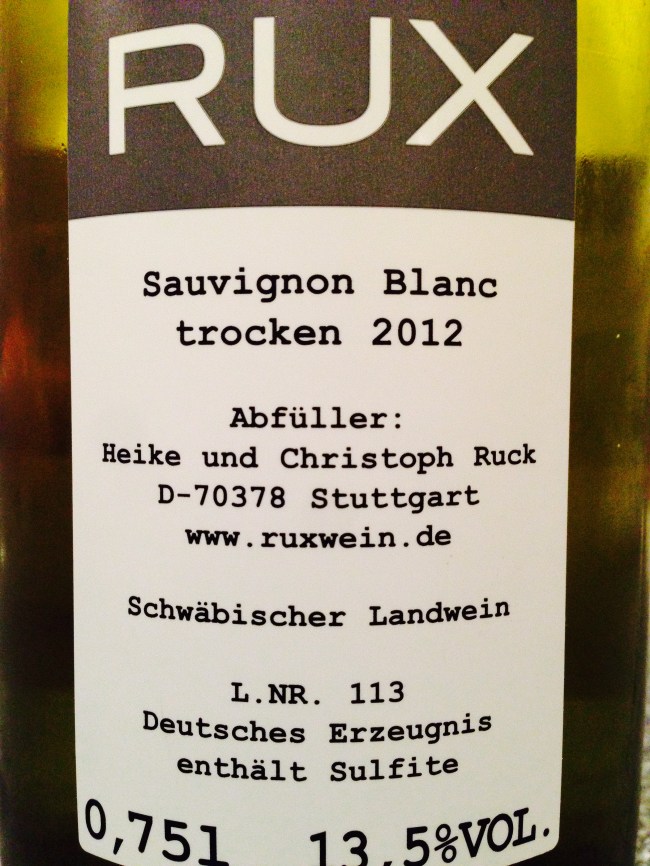 RUX
Sauvignon Blanc
trocken 2012
Abfüller:
Heike und Christoph Ruck
D-70378 Stuttgart
www.ruxwein.de
Schwäbischer Landwein
L.NR. 113
Deutsches Erzeugnis
enthält Sulfite
0,75l 13,5%VOL.